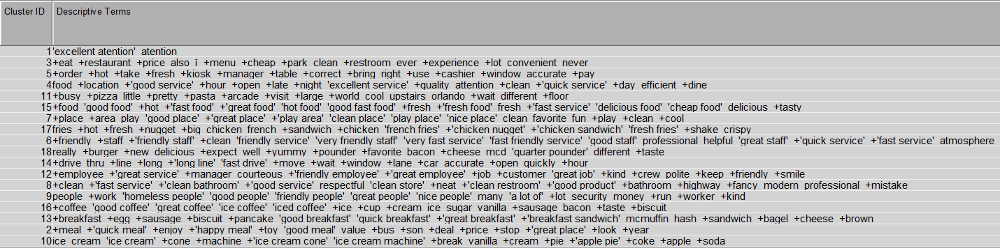 Cluster ID Descriptive Terms
1 'excellent atention' atention
3 +eat +restaurant +price also ï +menu +cheap +park clean +restroom ever +experience +lot convenient never
5 +order +hot +take +fresh +kiosk +manager +table +correct +bring right +use +cashier +window accurate +pay
4 food +location +'good service' +hour +open +late +night 'excellent service' +quality attention +clean +'quick service' +day efficient +dine
11 +busy +pizza little +pretty +pasta +arcade +visit +large +world cool upstairs orlando +wait different +floor
15 +food 'good food' +hot +'fast food' +'great food' 'hot food' 'good fast food' +fresh +'fresh food' fresh +'fast service' 'delicious food' 'cheap food' delicious +tasty
7 +place +area play 'good place' +'great place' +'play area' 'clean place' 'play place' 'nice place' clean favorite fun +play +clean +cool
17 fries +hot +fresh +nugget +big chicken french +sandwich +chicken 'french fries' +'chicken nugget' +'chicken sandwich' 'fresh fries' +shake crispy
6 +friendly +staff +'friendly staff' +clean 'friendly service' 'very friendly staff' 'very fast service' 'fast friendly service' 'good staff' professional helpful 'great staff' +'quick service' +'fast service' atmosphere
18 really +burger +new delicious +expect well +yummy +pounder +favorite bacon +cheese mcd 'quarter pounder' different +taste
14 +drive thru +line +long +'long line' 'fast drive' +move +wait +window +lane +car accurate +open quickly +hour
12 +employee +'great service' +manager courteous +'friendly employee' +'great employee' +job +customer 'great job' +kind +crew polite +keep +friendly +smile
8 +clean +'fast service' +'clean bathroom' +'good service' respectful 'clean store' +neat +'clean restroom' +'good product' +bathroom +highway +fancy modern professional +mistake
9 people +work 'homeless people' 'good people' 'friendly people' 'great people' 'nice people' many 'a lot of' +lot security money +run +worker +kind
16 +coffee 'good coffee' 'great coffee' 'ice coffee' 'iced coffee' +ice +cup +cream ice sugar vanilla +sausage bacon +taste +biscuit
13 +breakfast +egg +sausage +biscuit +pancake 'good breakfast' 'quick breakfast' +'great breakfast' +'breakfast sandwich' mcmuffin hash +sandwich +bagel +cheese +brown
2 +meal +'quick meal' +enjoy +'happy meal' +toy 'good meal' value +bus +son +deal +price +stop +'great place' +look +year
10 ice cream 'ice cream' +cone +machine +'ice cream cone' 'ice cream machine' +break vanilla +cream +pie +'apple pie' +coke +apple +soda